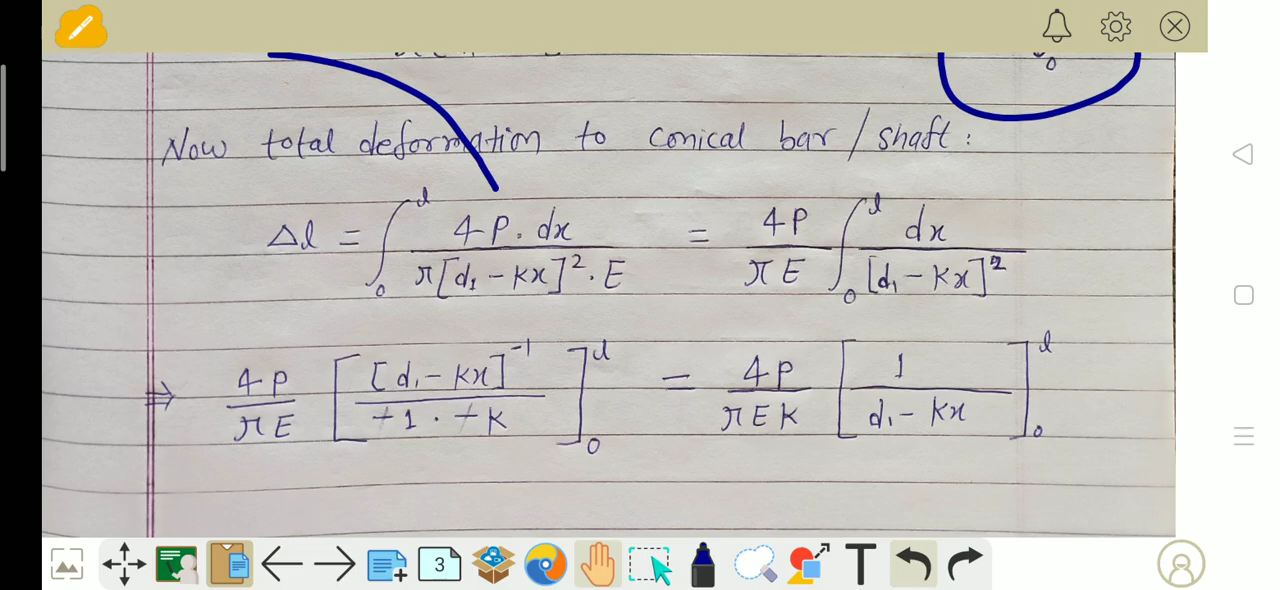 Now total deformation to conical bar / shaft :
Δl = ∫₀ˡ 4P. dx / π[d₁ - kx]² . E = 4P / πE ∫₀ˡ dx / [d₁ - kx]²
⇒ 4P / πE [ [d₁ - kx]⁻¹ / +1 . +k ]₀ˡ = 4P / πEK [ 1 / d₁ - kx ]₀ˡ
3 T